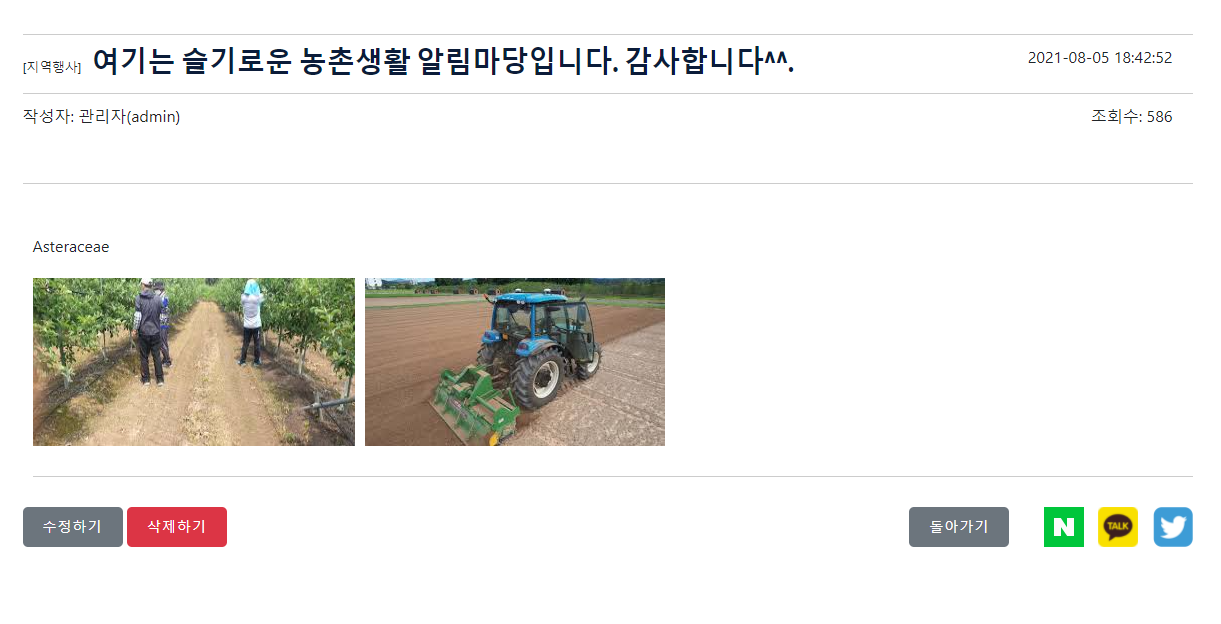 [지역행사] 여기는 슬기로운 농촌생활 알림마당입니다. 감사합니다^^. 2021-08-05 18:42:52
작성자: 관리자(admin) 조회수: 586
Asteraceae
수정하기 삭제하기 돌아가기 N TALK